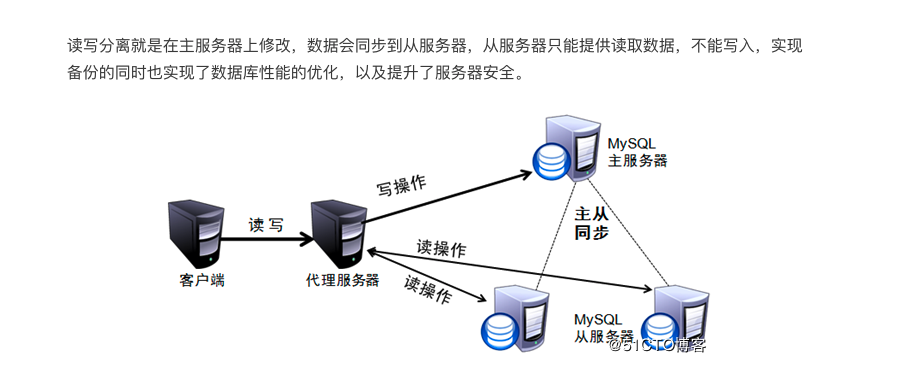 读写分离就是在主服务器上修改，数据会同步到从服务器，从服务器只能提供读取数据，不能写入，实现
备份的同时也实现了数据库性能的优化，以及提升了服务器安全。
MySQL
主服务器
写操作
读 写
主从
同步
读操作
客户端
代理服务器
读操作
MySQL
从服务器
@51CTO博客